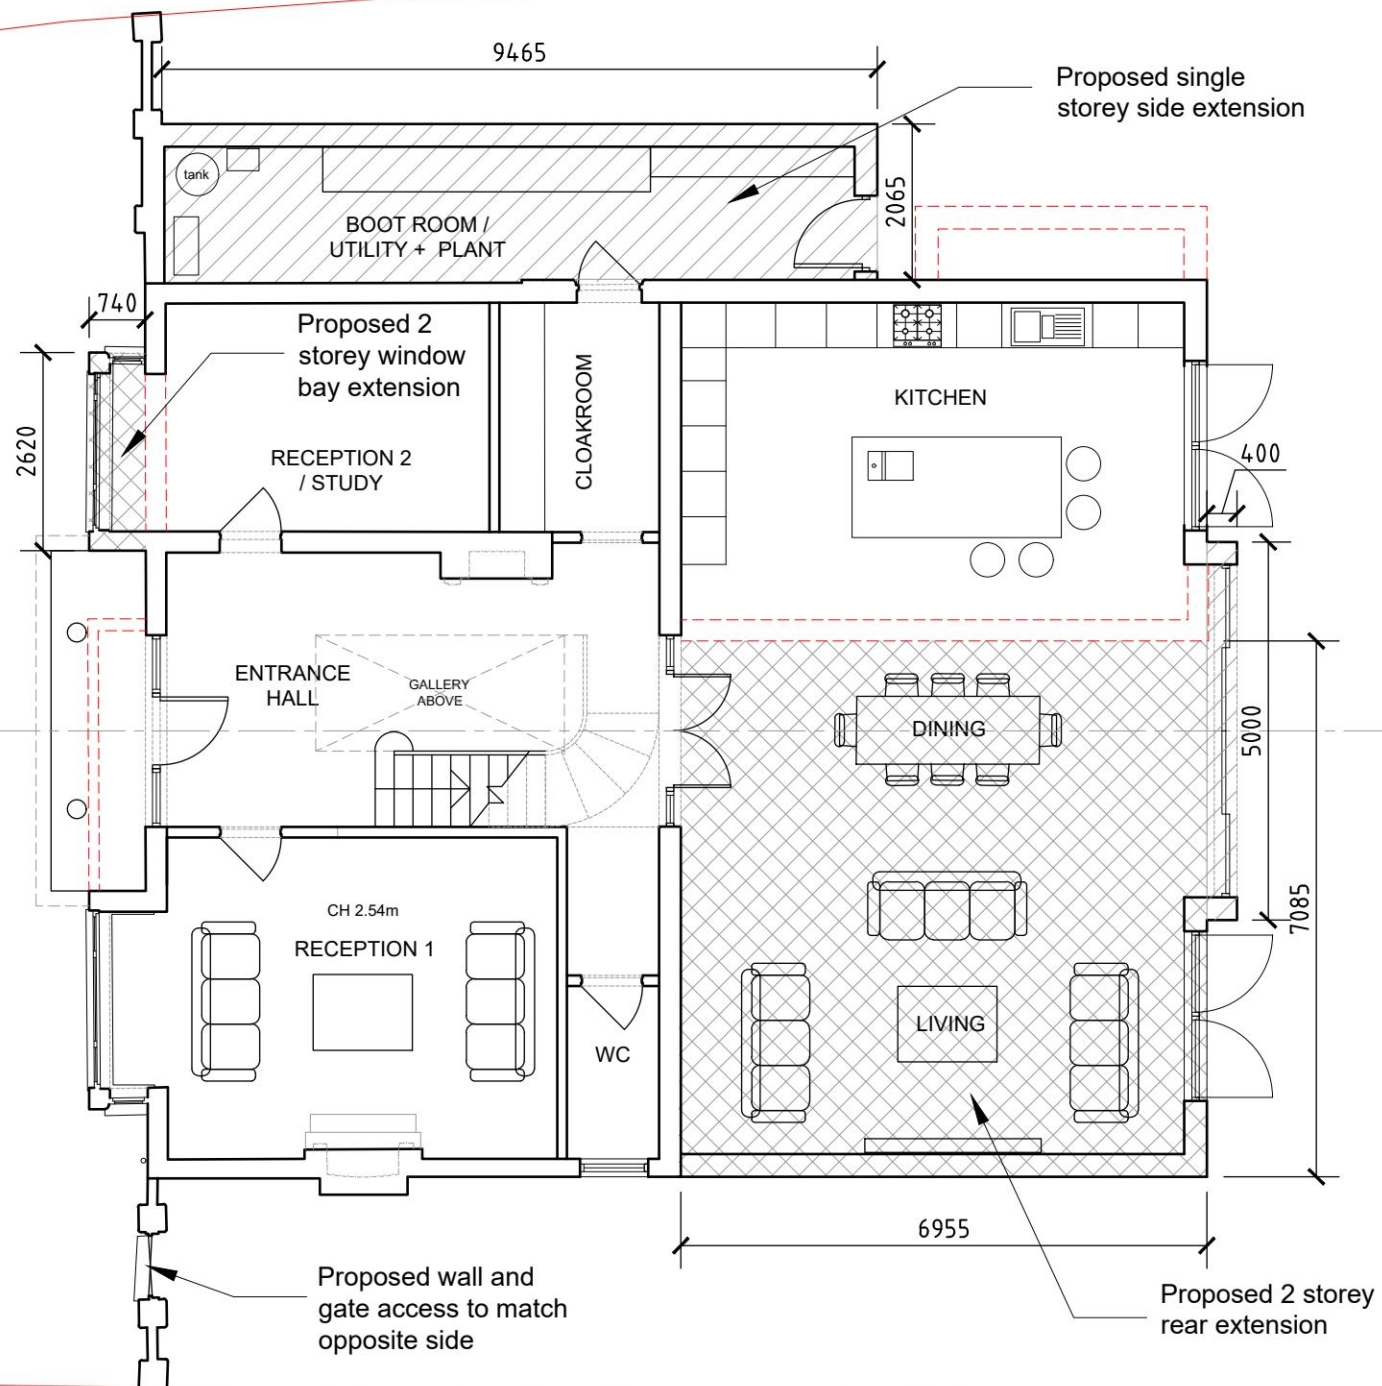 9465
Proposed single
storey side extension
tank
2065
BOOT ROOM /
UTILITY + PLANT
740
Proposed 2
storey window
bay extension
CLOAKROOM
KITCHEN
2620
RECEPTION 2
/ STUDY
400
ENTRANCE
HALL
GALLERY
ABOVE
DINING
5000
7085
CH 2.54m
RECEPTION 1
LIVING
WC
6955
Proposed wall and
gate access to match
opposite side
Proposed 2 storey
rear extension